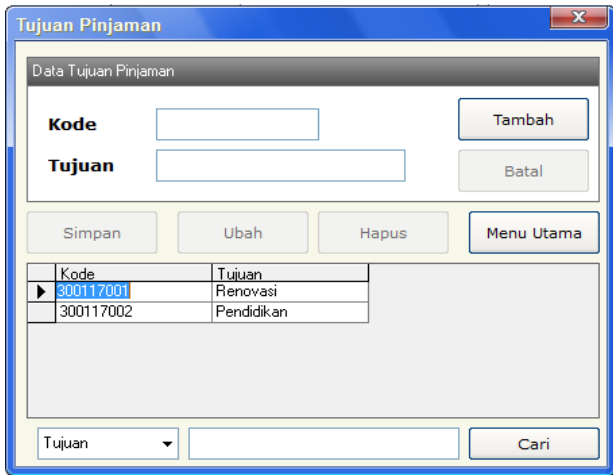 Tujuan Pinjaman
Data Tujuan Pinjaman
Kode
Tambah
Tujuan
Batal
Simpan Ubah Hapus Menu Utama
Kode Tujuan
300117001 Renovasi
300117002 Pendidikan
Tujuan Cari